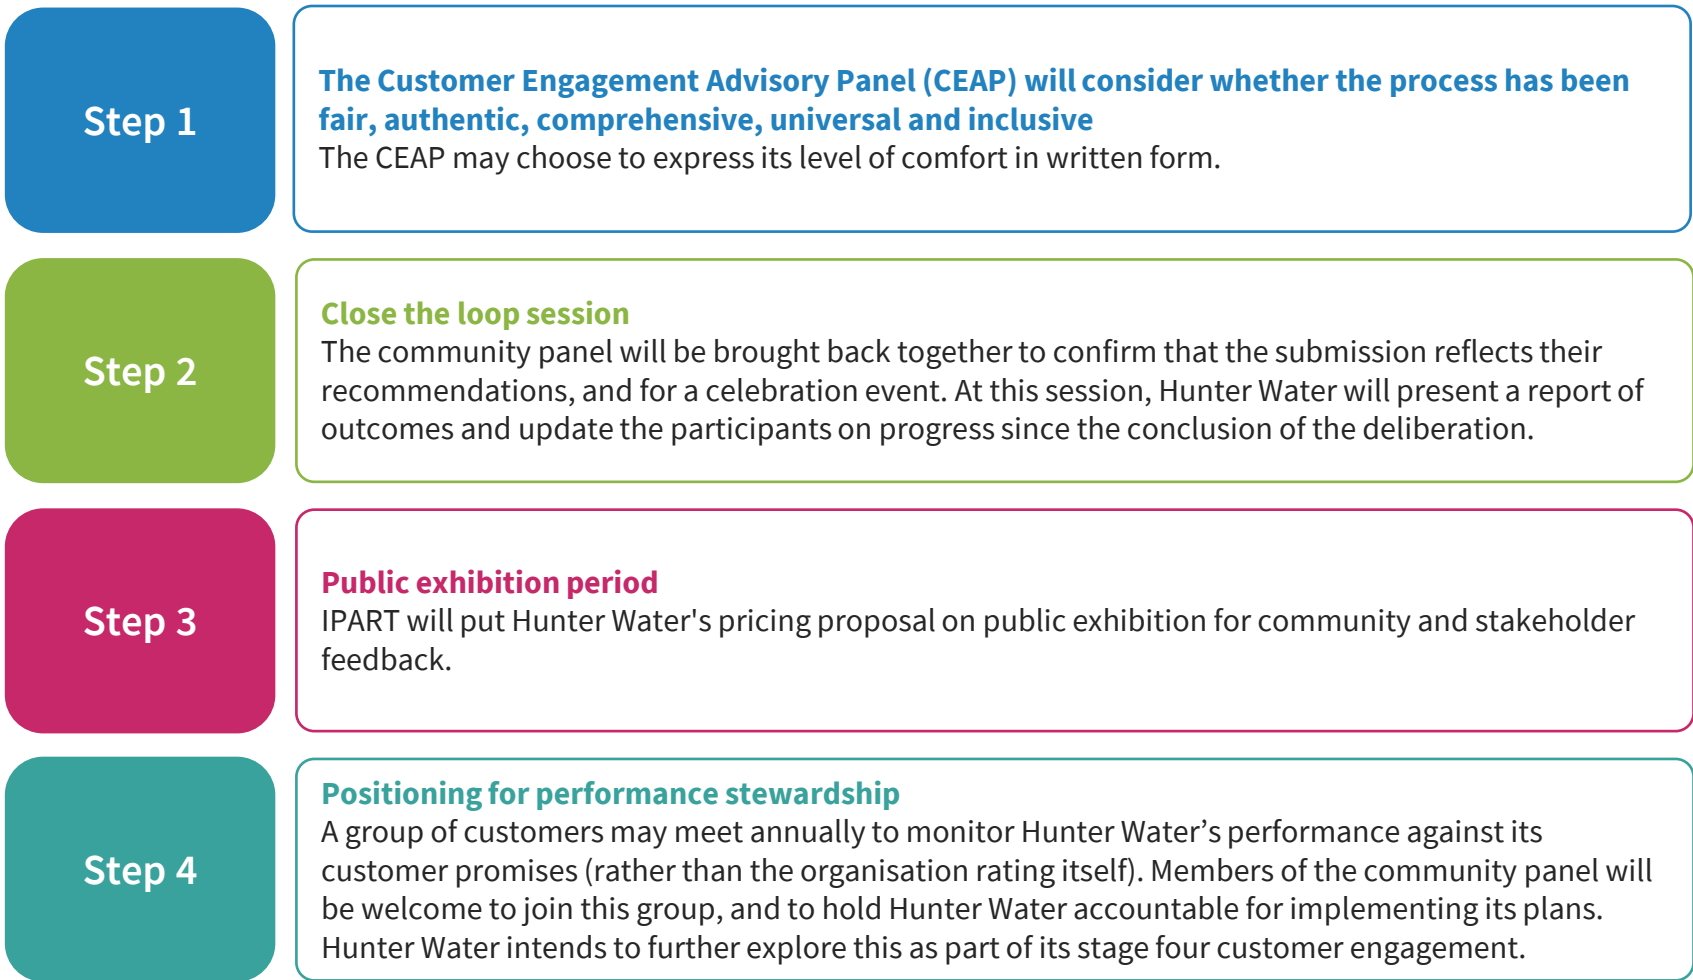 Step 1
The Customer Engagement Advisory Panel (CEAP) will consider whether the process has been
fair, authentic, comprehensive, universal and inclusive
The CEAP may choose to express its level of comfort in written form.
Step 2
Close the loop session
The community panel will be brought back together to confirm that the submission reflects their
recommendations, and for a celebration event. At this session, Hunter Water will present a report of
outcomes and update the participants on progress since the conclusion of the deliberation.
Step 3
Public exhibition period
IPART will put Hunter Water's pricing proposal on public exhibition for community and stakeholder
feedback.
Step 4
Positioning for performance stewardship
A group of customers may meet annually to monitor Hunter Water’s performance against its
customer promises (rather than the organisation rating itself). Members of the community panel will
be welcome to join this group, and to hold Hunter Water accountable for implementing its plans.
Hunter Water intends to further explore this as part of its stage four customer engagement.